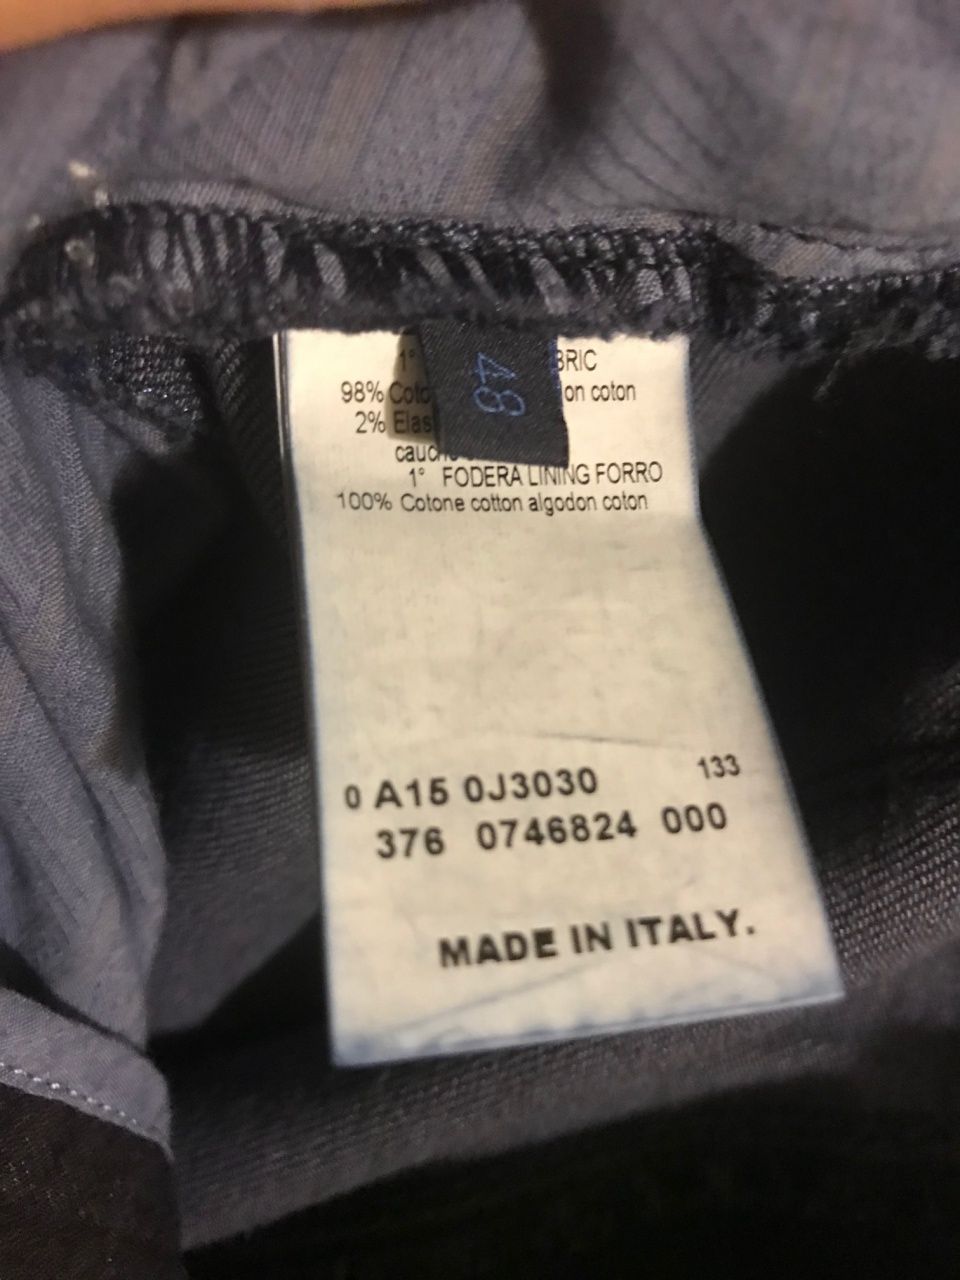 1° BRIC
98% Coto on coton
2% Elas
cauc
1° FODERA LINING FORRO
100% Cotone cotton algodon coton
48
0 A15 0J3030 133
376 0746824 000
MADE IN ITALY.